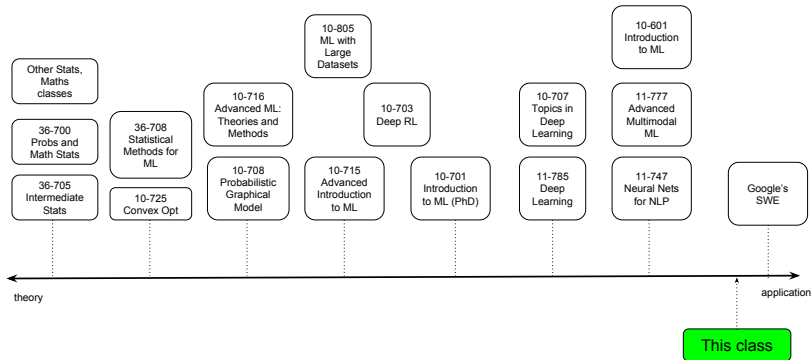 Other Stats,
Maths
classes
36-700
Probs and
Math Stats
36-705
Intermediate
Stats
36-708
Statistical
Methods for
ML
10-725
Convex Opt
10-716
Advanced ML:
Theories and
Methods
10-708
Probabilistic
Graphical
Model
10-805
ML with
Large
Datasets
10-703
Deep RL
10-715
Advanced
Introduction
to ML
10-701
Introduction
to ML (PhD)
10-707
Topics in
Deep
Learning
11-785
Deep
Learning
10-601
Introduction
to ML
11-777
Advanced
Multimodal
ML
11-747
Neural Nets
for NLP
Google's
SWE
theory
application
This class